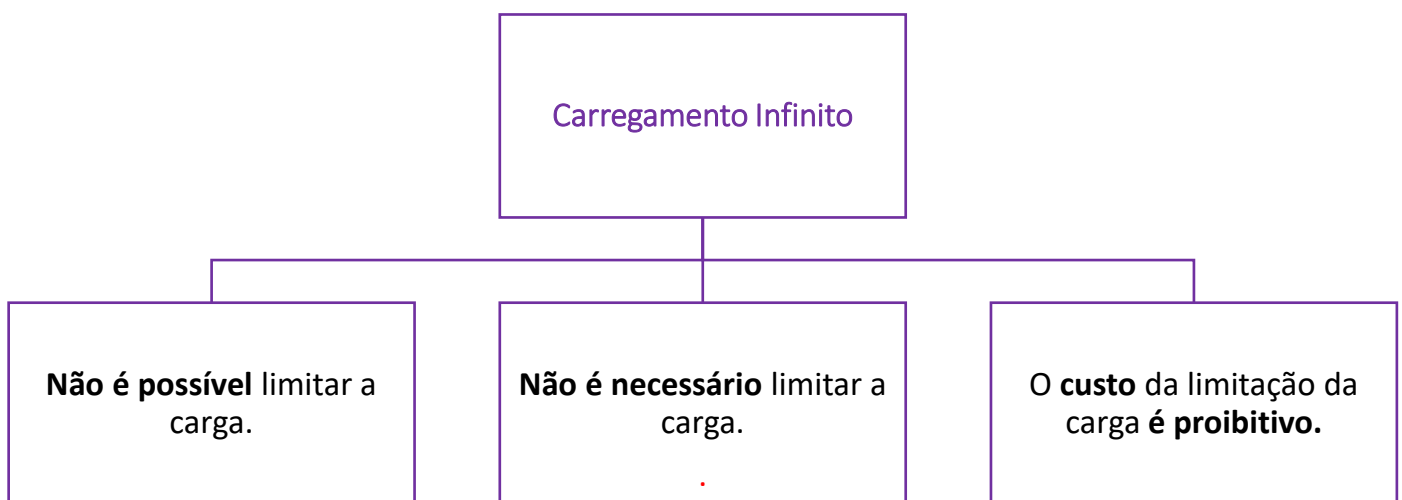 Carregamento Infinito
Não é possível limitar a
carga.
Não é necessário limitar a
carga.
.
O custo da limitação da
carga é proibitivo.